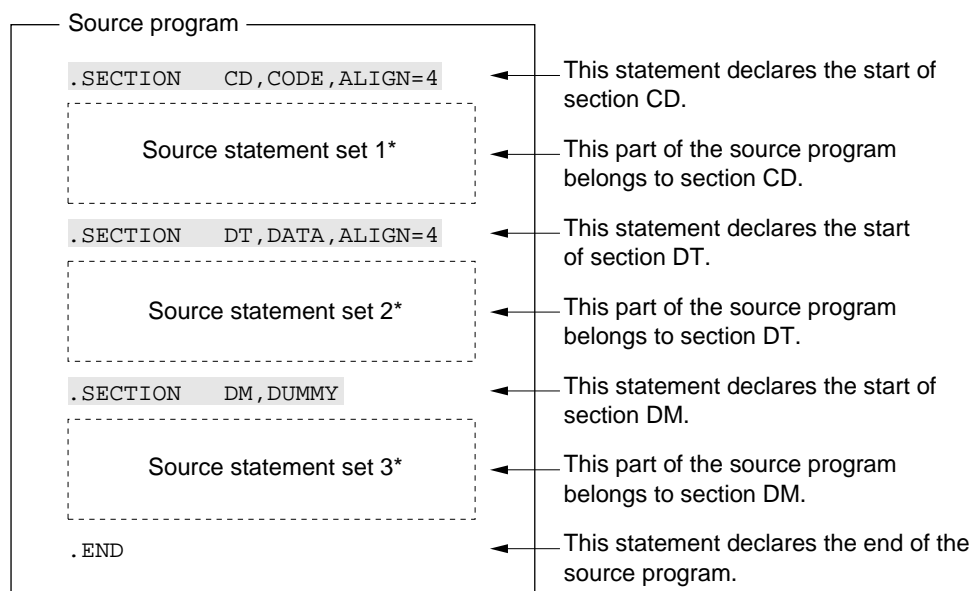 Source program
.SECTION CD,CODE,ALIGN=4
This statement declares the start of
section CD.
Source statement set 1*
This part of the source program
belongs to section CD.
.SECTION DT,DATA,ALIGN=4
This statement declares the start
of section DT.
Source statement set 2*
This part of the source program
belongs to section DT.
.SECTION DM,DUMMY
This statement declares the start of
section DM.
Source statement set 3*
This part of the source program
belongs to section DM.
.END
This statement declares the end of the
source program.